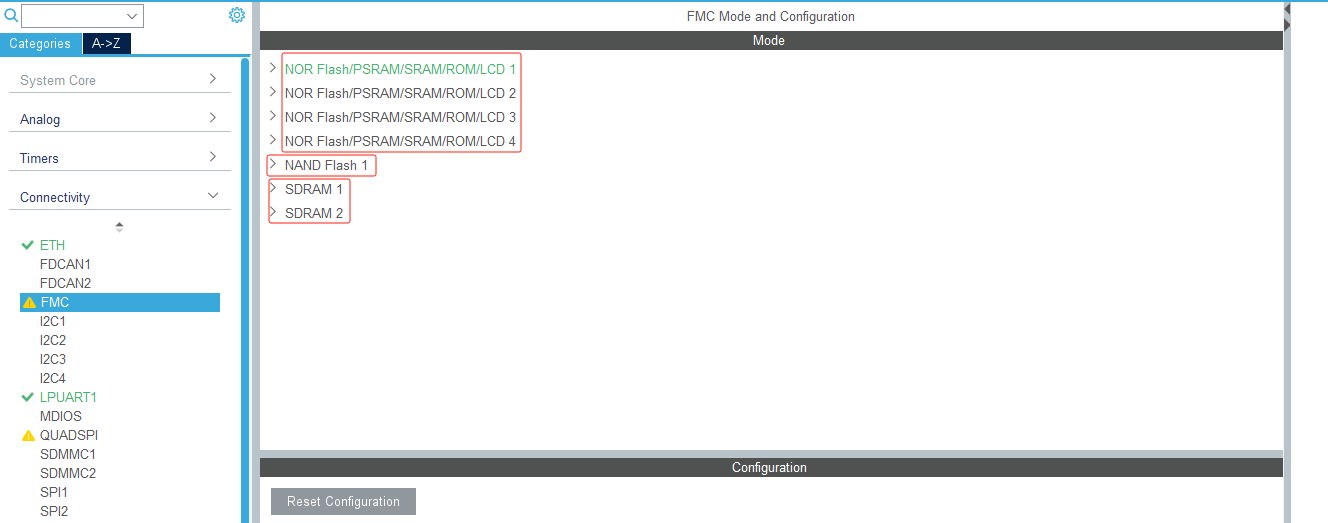 Categories
A->Z
System Core
Analog
Timers
Connectivity
ETH
FDCAN1
FDCAN2
FMC
I2C1
I2C2
I2C3
I2C4
LPUART1
MDIOS
QUADSPI
SDMMC1
SDMMC2
SPI1
SPI2
FMC Mode and Configuration
Mode
NOR Flash/PSRAM/SRAM/ROM/LCD 1
NOR Flash/PSRAM/SRAM/ROM/LCD 2
NOR Flash/PSRAM/SRAM/ROM/LCD 3
NOR Flash/PSRAM/SRAM/ROM/LCD 4
NAND Flash 1
SDRAM 1
SDRAM 2
Configuration
Reset Configuration